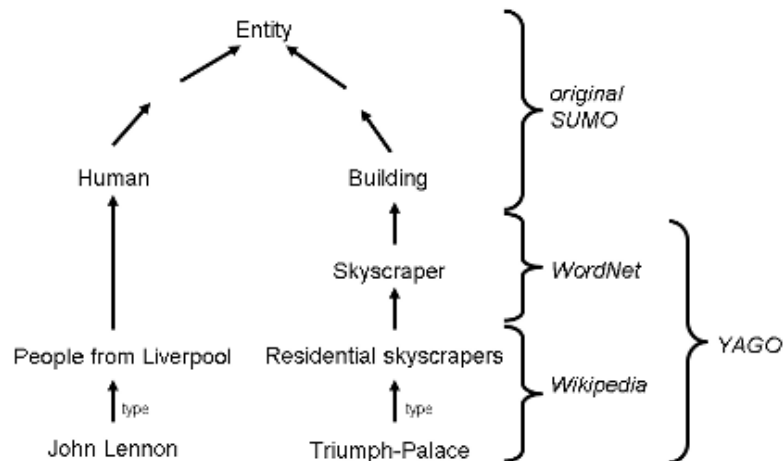 Entity
original
SUMO
Human
Building
Skyscraper
WordNet
People from Liverpool
Residential skyscrapers
YAGO
Wikipedia
type
type
John Lennon
Triumph-Palace